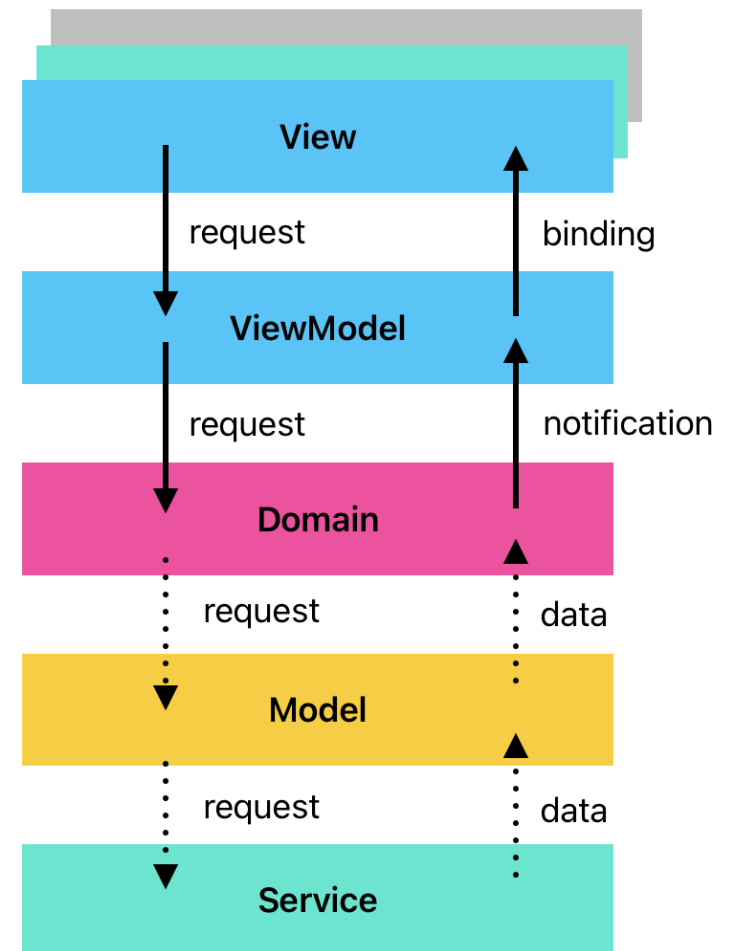 View
request
binding
ViewModel
request
notification
Domain
request
data
Model
request
data
Service